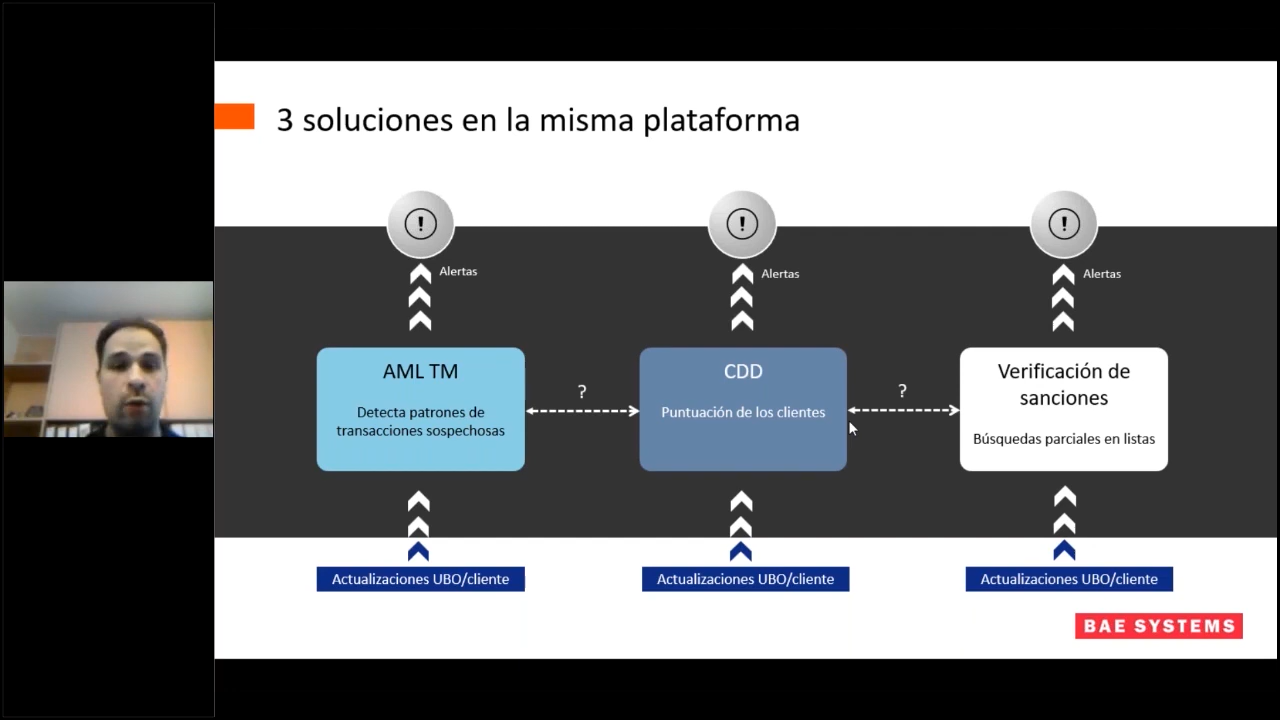 3 soluciones en la misma plataforma
!
!
!
Alertas
Alertas
Alertas
AML TM
Detecta patrones de
transacciones sospechosas
?
CDD
Puntuación de los clientes
?
Verificación de
sanciones
Búsquedas parciales en listas
Actualizaciones UBO/cliente
Actualizaciones UBO/cliente
Actualizaciones UBO/cliente
BAE SYSTEMS